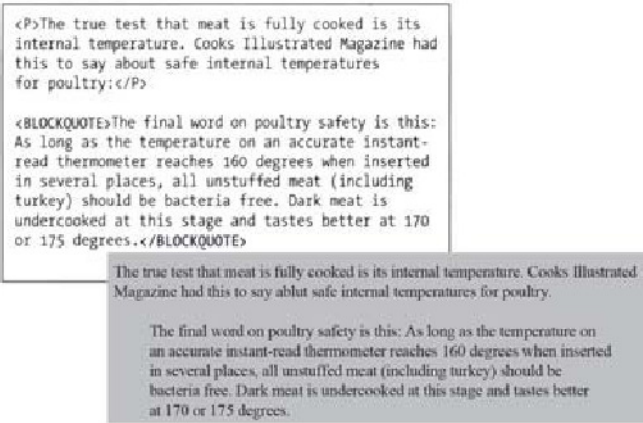 <P>The true test that meat is fully cooked is its
internal temperature. Cooks Illustrated Magazine had
this to say about safe internal temperatures
for poultry:</P>
<BLOCKQUOTE>The final word on poultry safety is this:
As long as the temperature on an accurate instant-
read thermometer reaches 160 degrees when inserted
in several places, all unstuffed meat (including
turkey) should be bacteria free. Dark meat is
undercooked at this stage and tastes better at 170
or 175 degrees.</BLOCKQUOTE>
The true test that meat is fully cooked is its internal temperature. Cooks Illustrated
Magazine had this to say ablut safe internal temperatures for poultry.
The final word on poultry safety is this: As long as the temperature on
an accurate instant-read thermometer reaches 160 degrees when inserted
in several places, all unstuffed meat (including turkey) should be
bacteria free. Dark meat is undercooked at this stage and tastes better
at 170 or 175 degrees.